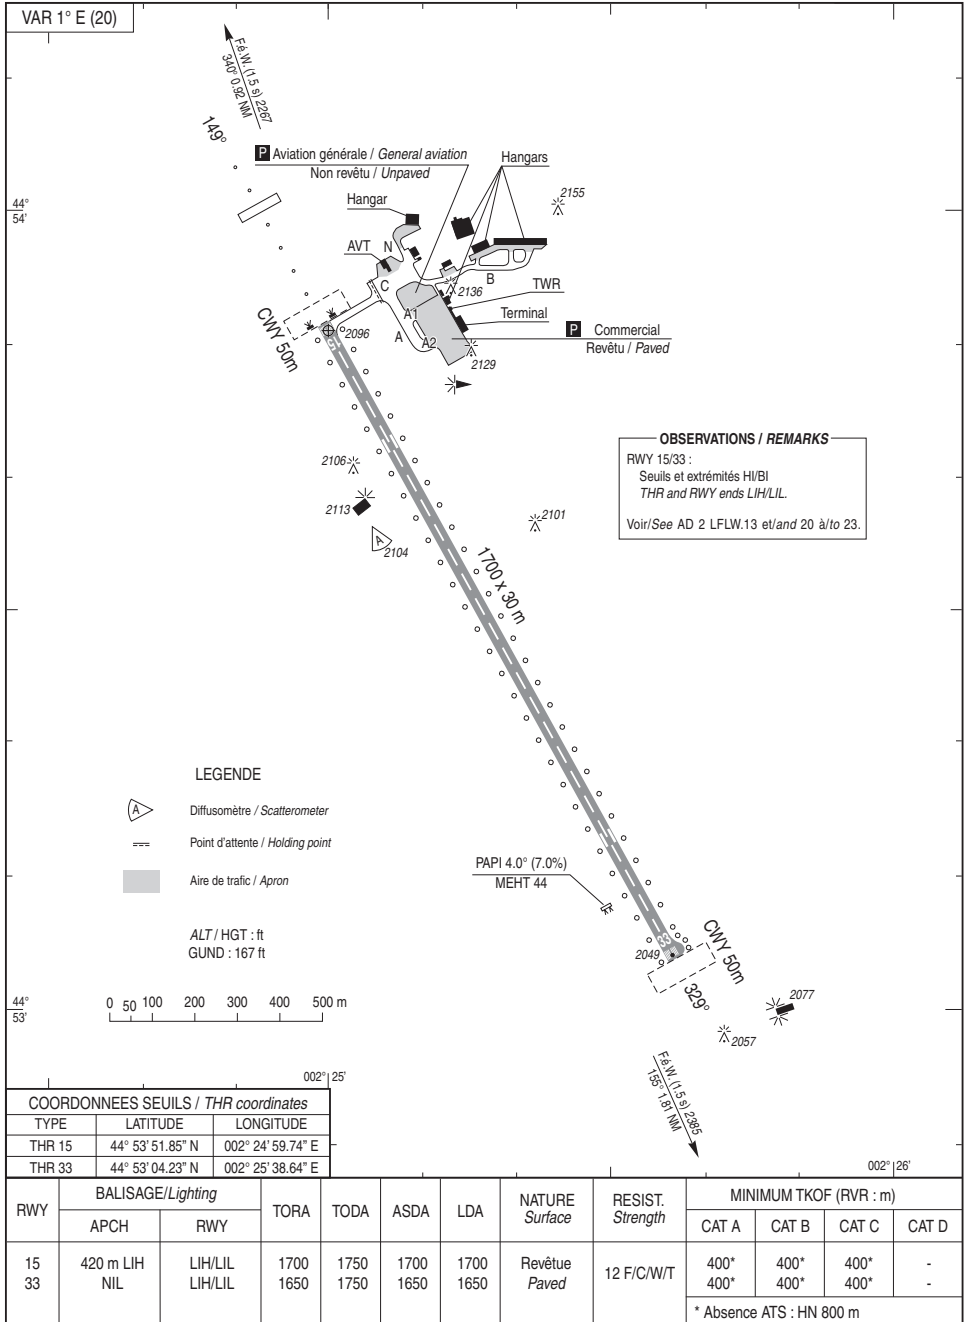 VAR 1° E (20)
F.é.W. (1.5 s) 2267
340° 0.92 NM
149°
P Aviation générale / General aviation
Non revêtu / Unpaved
Hangars
2155
44°
54'
Hangar
AVT
N
C
B
2136
TWR
A1
Terminal
CWY 50m
15
2096
A
A2
P Commercial
Revêtu / Paved
2129
OBSERVATIONS / REMARKS
RWY 15/33 :
Seuils et extrémités HI/BI
THR and RWY ends LIH/LIL.
Voir/See AD 2 LFLW.13 et/and 20 à/to 23.
2106
2113
2101
A
2104
1700 x 30 m
LEGENDE
A Diffusomètre / Scatterometer
Point d'attente / Holding point
Aire de trafic / Apron
PAPI 4.0° (7.0%)
MEHT 44
ALT / HGT : ft
GUND : 167 ft
33
2049
CWY 50m
329°
2077
44°
53'
0 50 100 200 300 400 500 m
2057
F.é.W. (1.5 s) 2385
155° 1.81 NM
002° 25'
002° 26'
COORDONNEES SEUILS / THR coordinates
TYPE LATITUDE LONGITUDE
THR 15 44° 53' 51.85" N 002° 24' 59.74" E
THR 33 44° 53' 04.23" N 002° 25' 38.64" E
RWY BALISAGE/Lighting TORA TODA ASDA LDA NATURE Surface RESIST. Strength MINIMUM TKOF (RVR : m)
APCH RWY CAT A CAT B CAT C CAT D
15 420 m LIH LIH/LIL 1700 1750 1700 1700 Revêtue 12 F/C/W/T 400* 400* 400* -
33 NIL LIH/LIL 1650 1750 1650 1650 Paved 400* 400* 400* -
* Absence ATS : HN 800 m